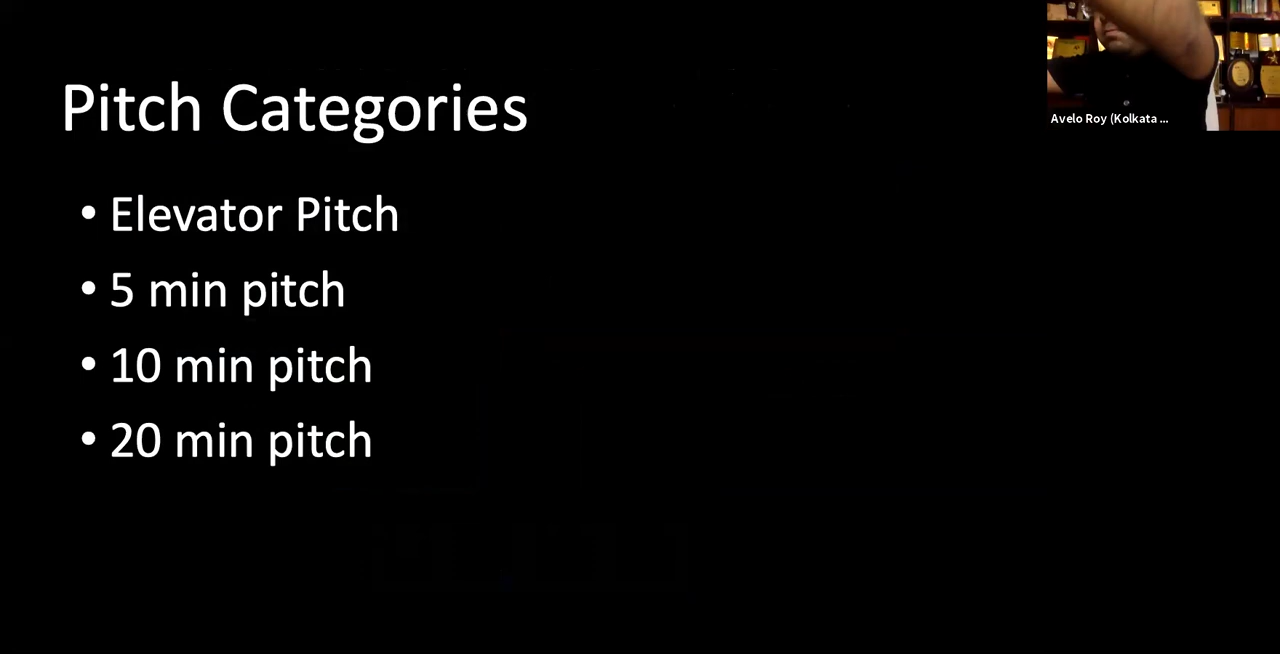 Pitch Categories
• Elevator Pitch
• 5 min pitch
• 10 min pitch
• 20 min pitch
Avelo Roy (Kolkata ...